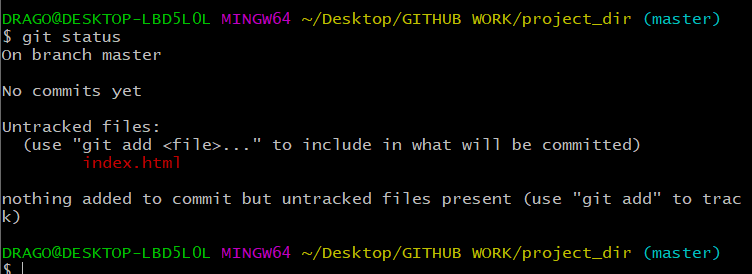 DRAGO@DESKTOP-LBD5L0L MINGW64 ~/Desktop/GITHUB WORK/project_dir (master)
$ git status
On branch master
No commits yet
Untracked files:
(use "git add <file>..." to include in what will be committed)
index.html
nothing added to commit but untracked files present (use "git add" to trac
k)
DRAGO@DESKTOP-LBD5L0L MINGW64 ~/Desktop/GITHUB WORK/project_dir (master)
$